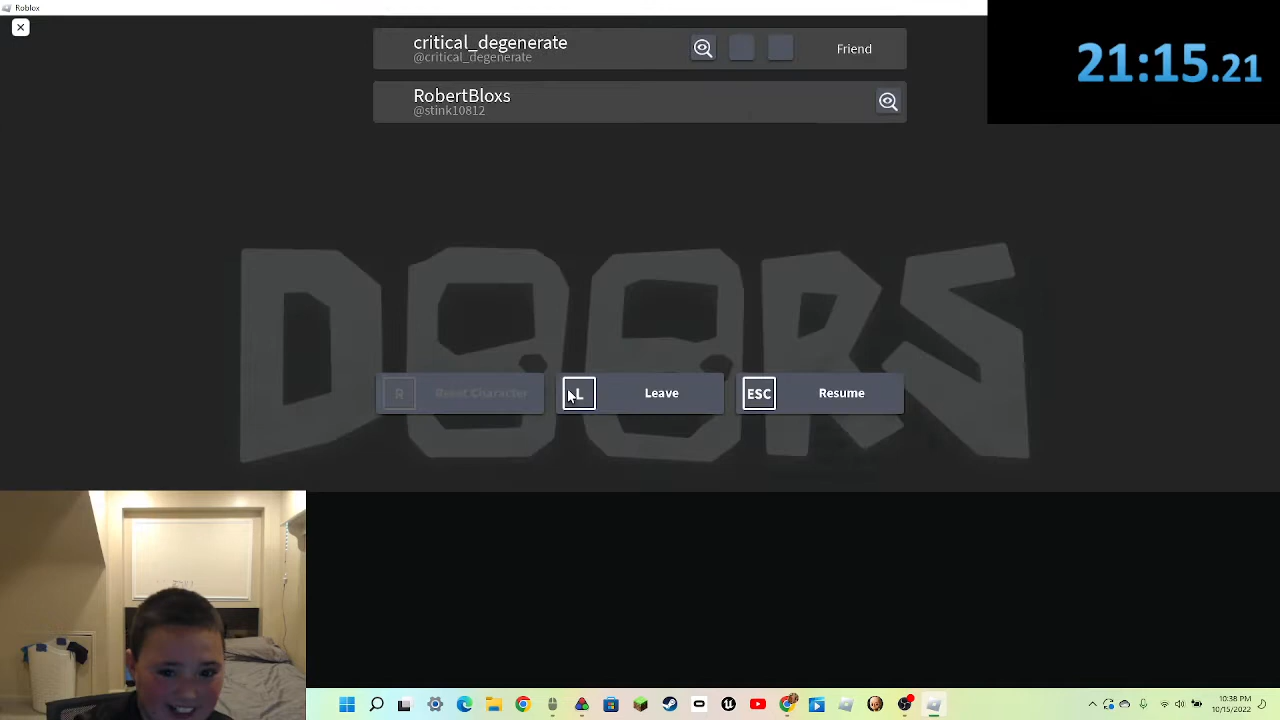 Roblox
21:15.21
critical_degenerate
@critical_degenerate
Friend
RobertBloxs
@stink10812
DOORS
R Reset Character
L Leave
ESC Resume
10:38 PM
10/15/2022